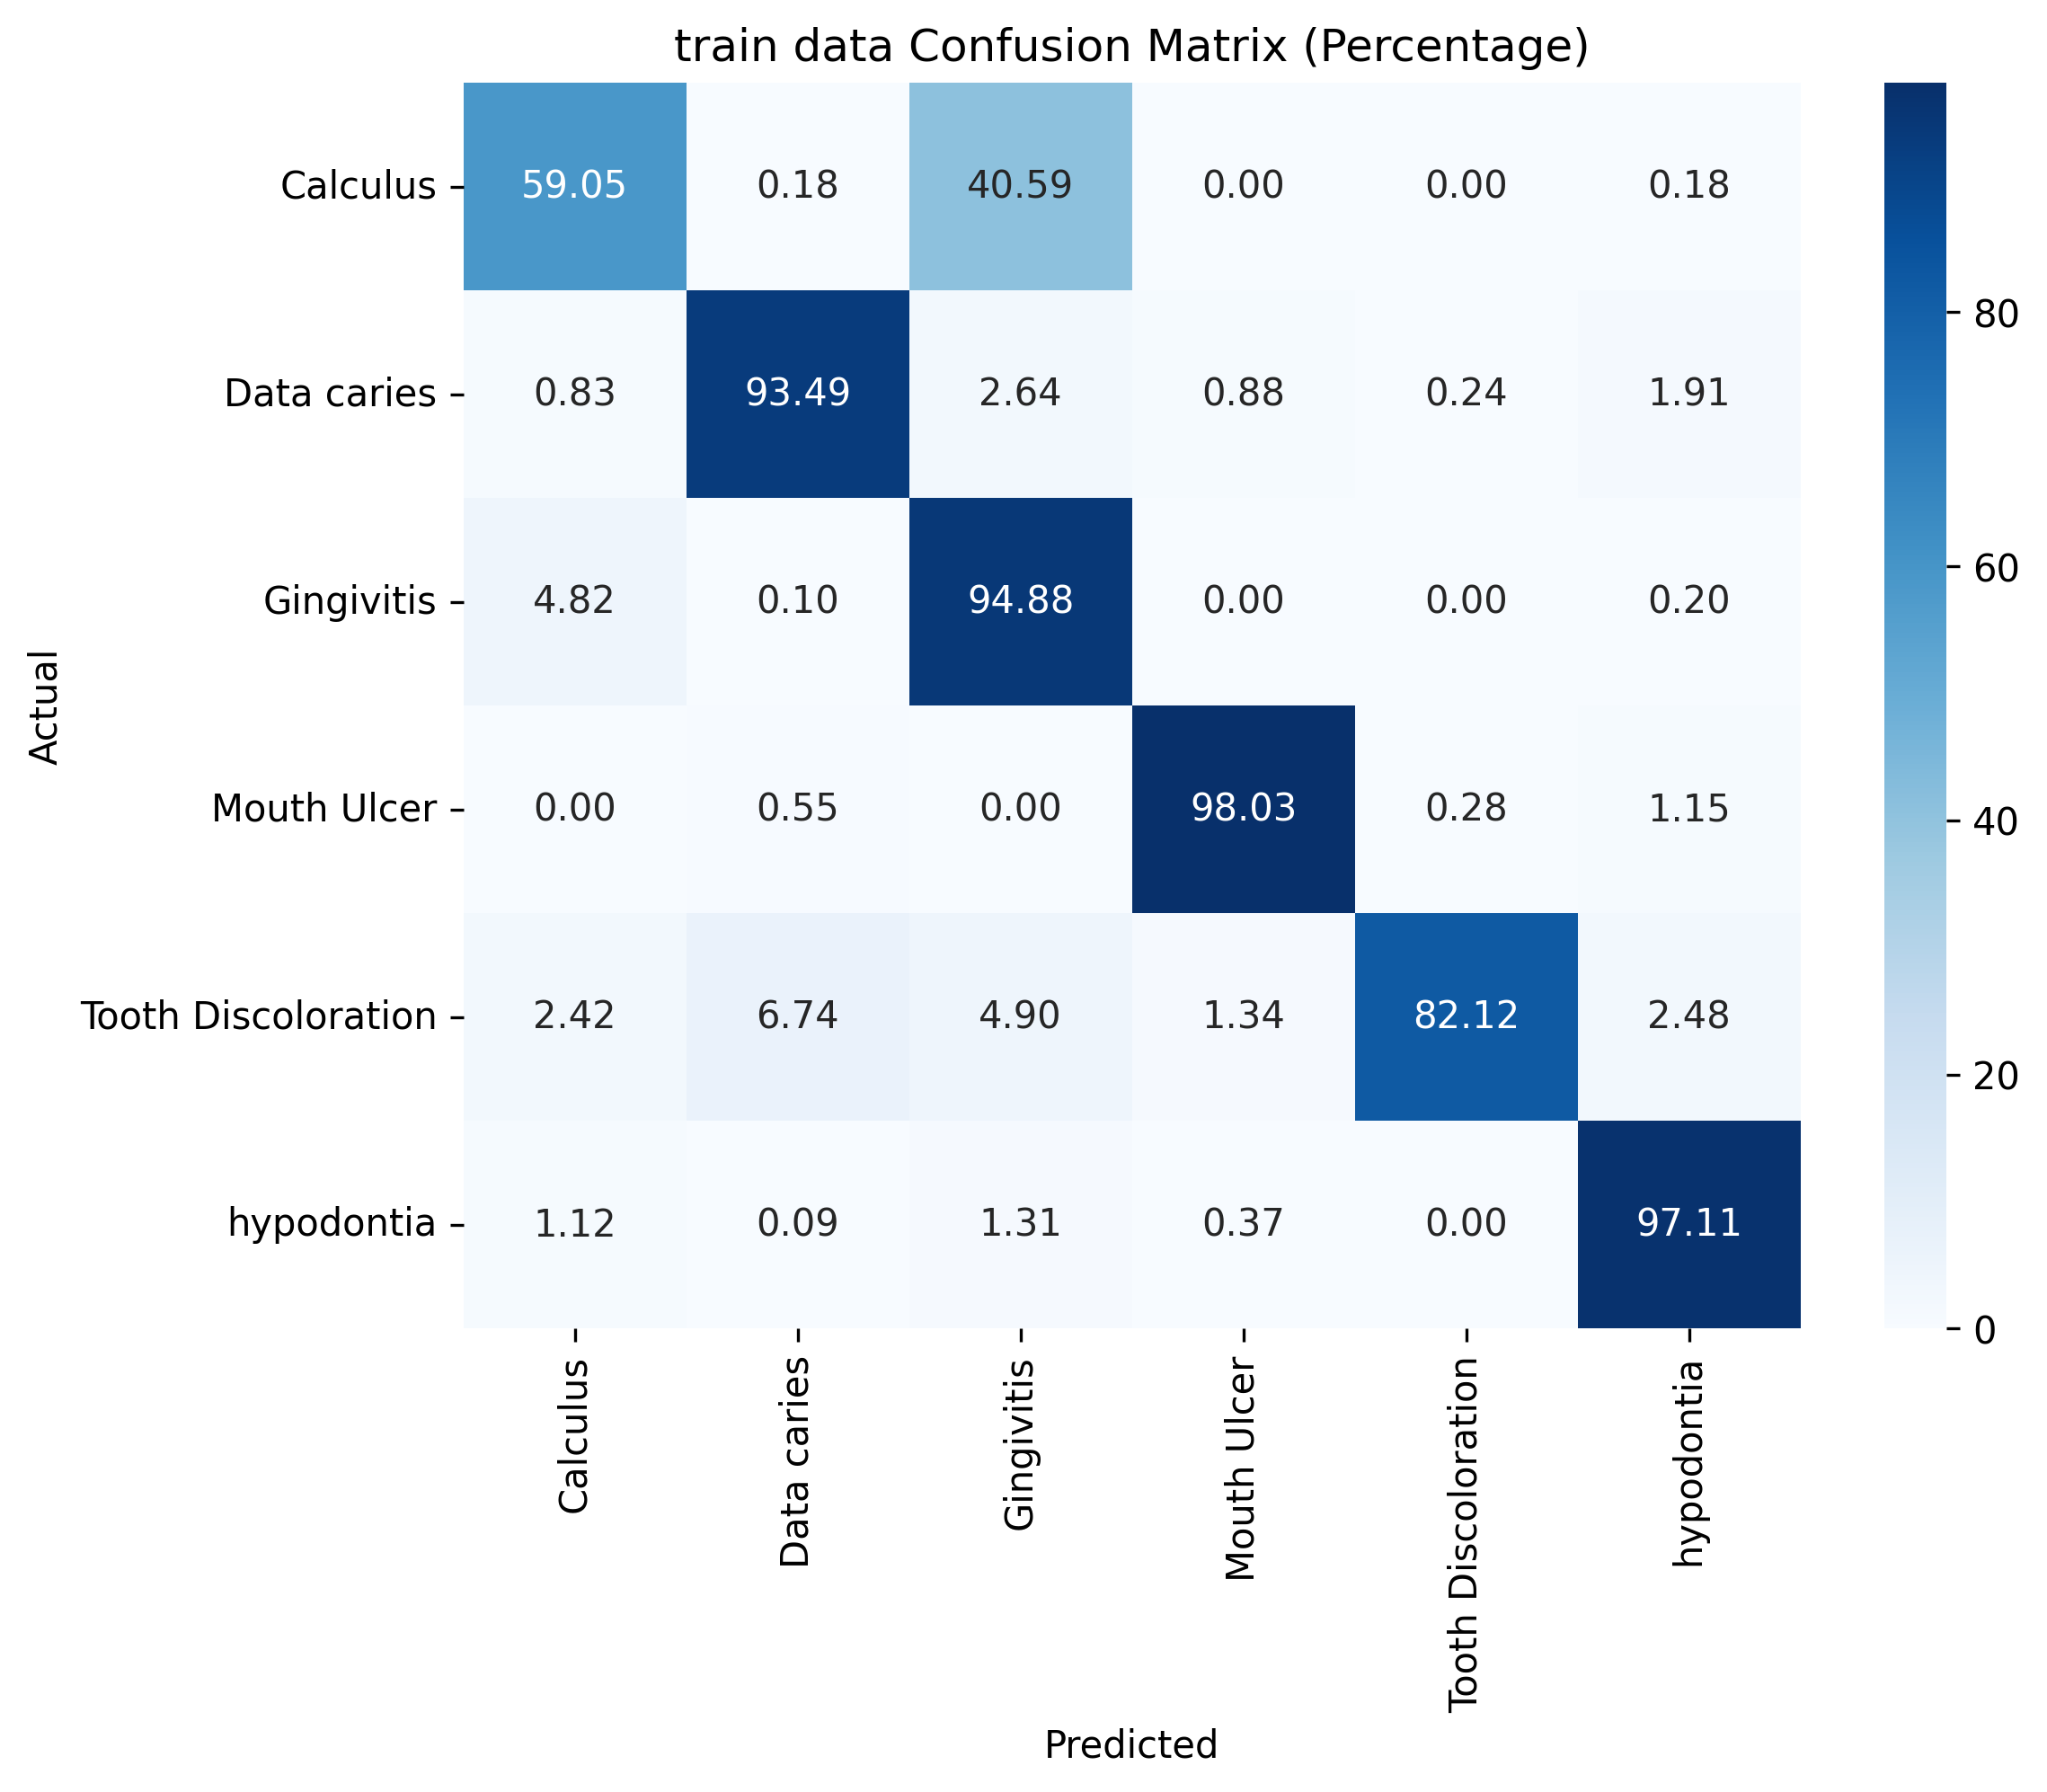 train data Confusion Matrix (Percentage)
Calculus 59.05 0.18 40.59 0.00 0.00 0.18
Data caries 0.83 93.49 2.64 0.88 0.24 1.91
Gingivitis 4.82 0.10 94.88 0.00 0.00 0.20
Mouth Ulcer 0.00 0.55 0.00 98.03 0.28 1.15
Tooth Discoloration 2.42 6.74 4.90 1.34 82.12 2.48
hypodontia 1.12 0.09 1.31 0.37 0.00 97.11
Actual
Calculus
Data caries
Gingivitis
Mouth Ulcer
Tooth Discoloration
hypodontia
Predicted
80
60
40
20
0